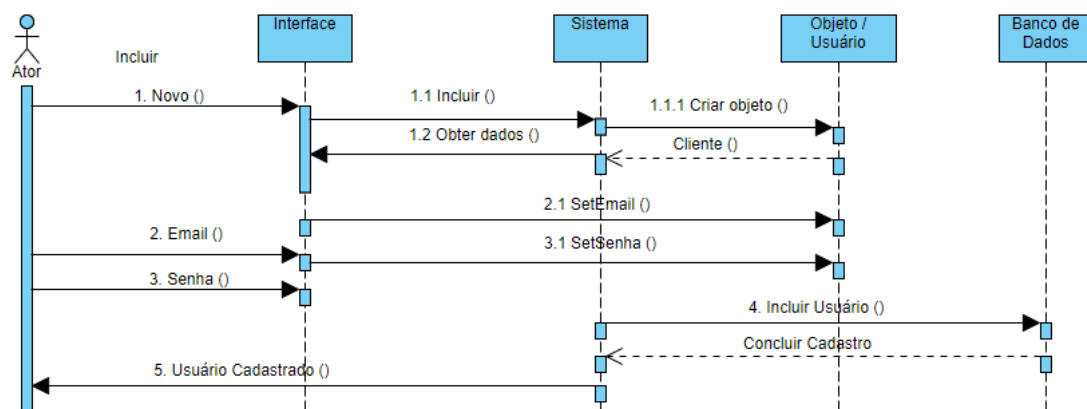 Interface
Sistema
Objeto /
Usuário
Banco de
Dados
Ator
Incluir
1. Novo ()
1.1 Incluir ()
1.1.1 Criar objeto ()
1.2 Obter dados ()
Cliente ()
2.1 SetEmail ()
2. Email ()
3.1 SetSenha ()
3. Senha ()
4. Incluir Usuário ()
Concluir Cadastro
5. Usuário Cadastrado ()